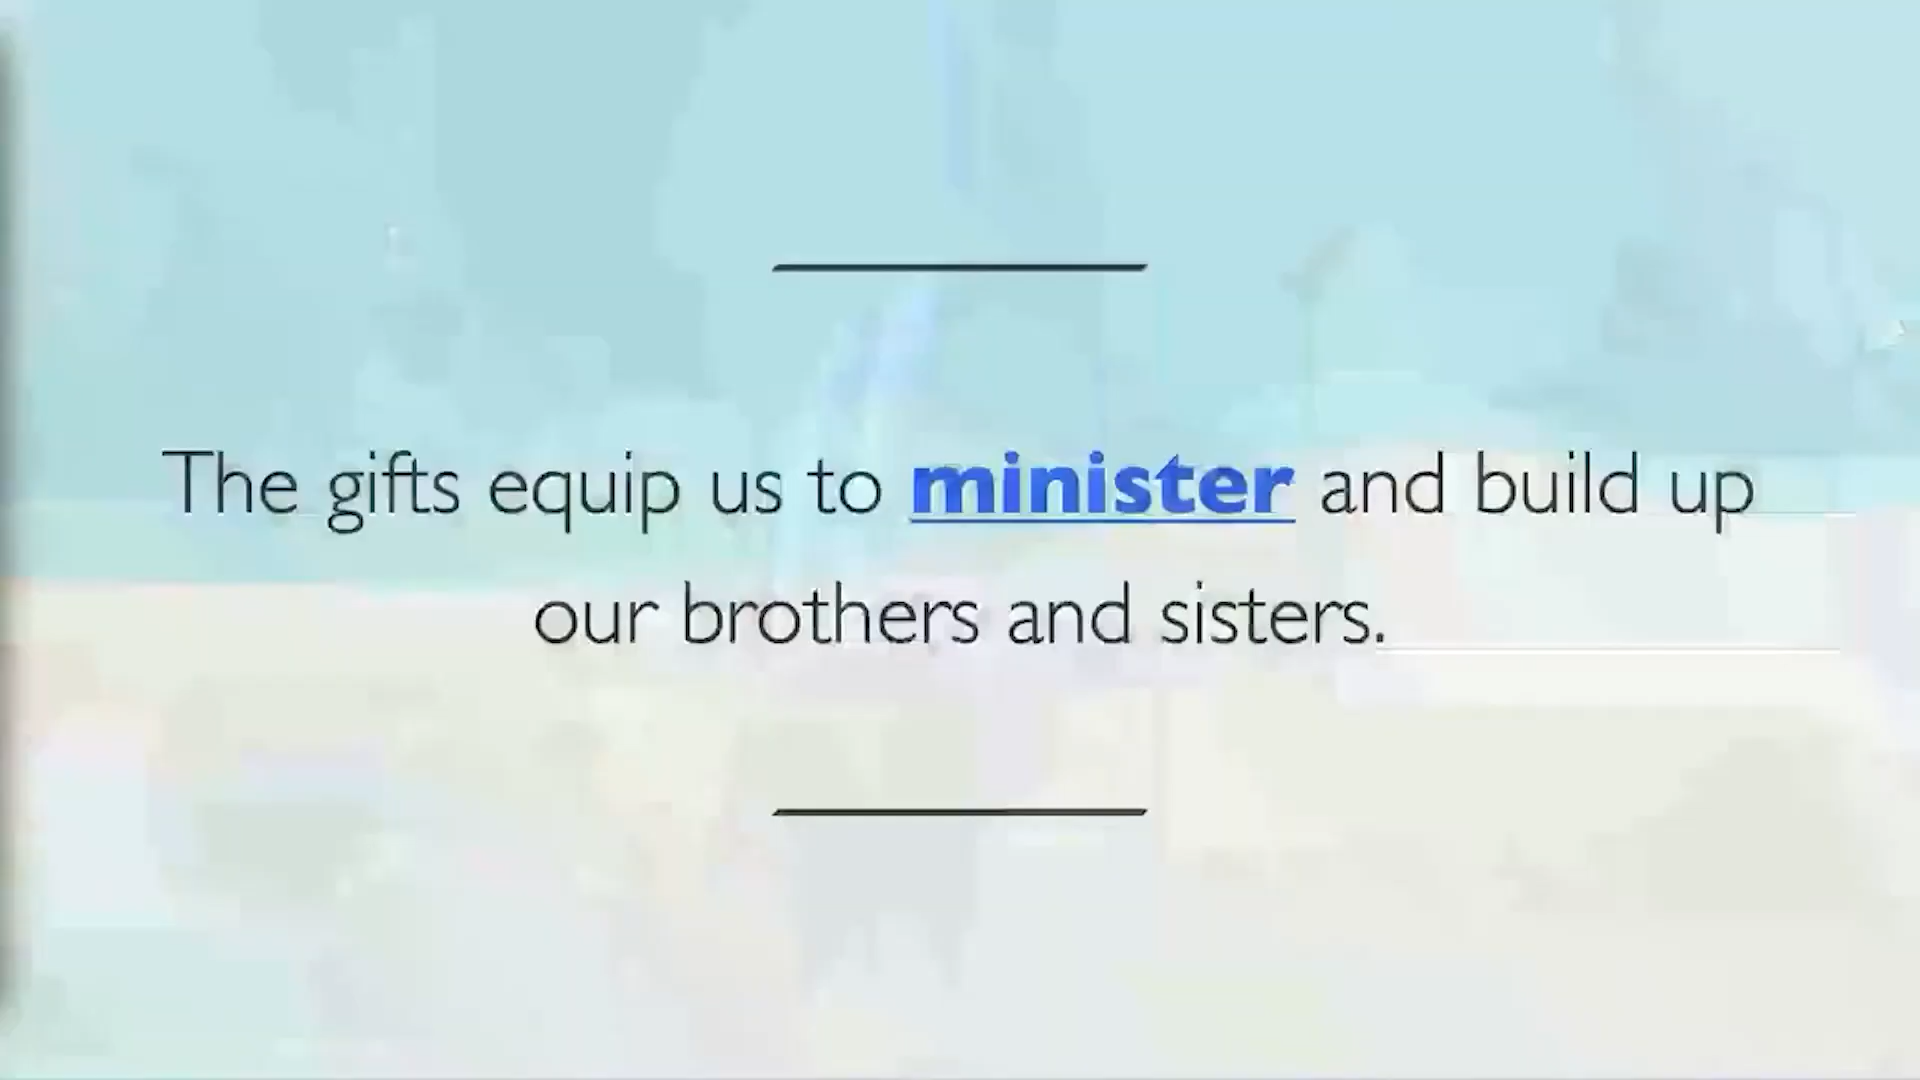 The gifts equip us to minister and build up
our brothers and sisters.